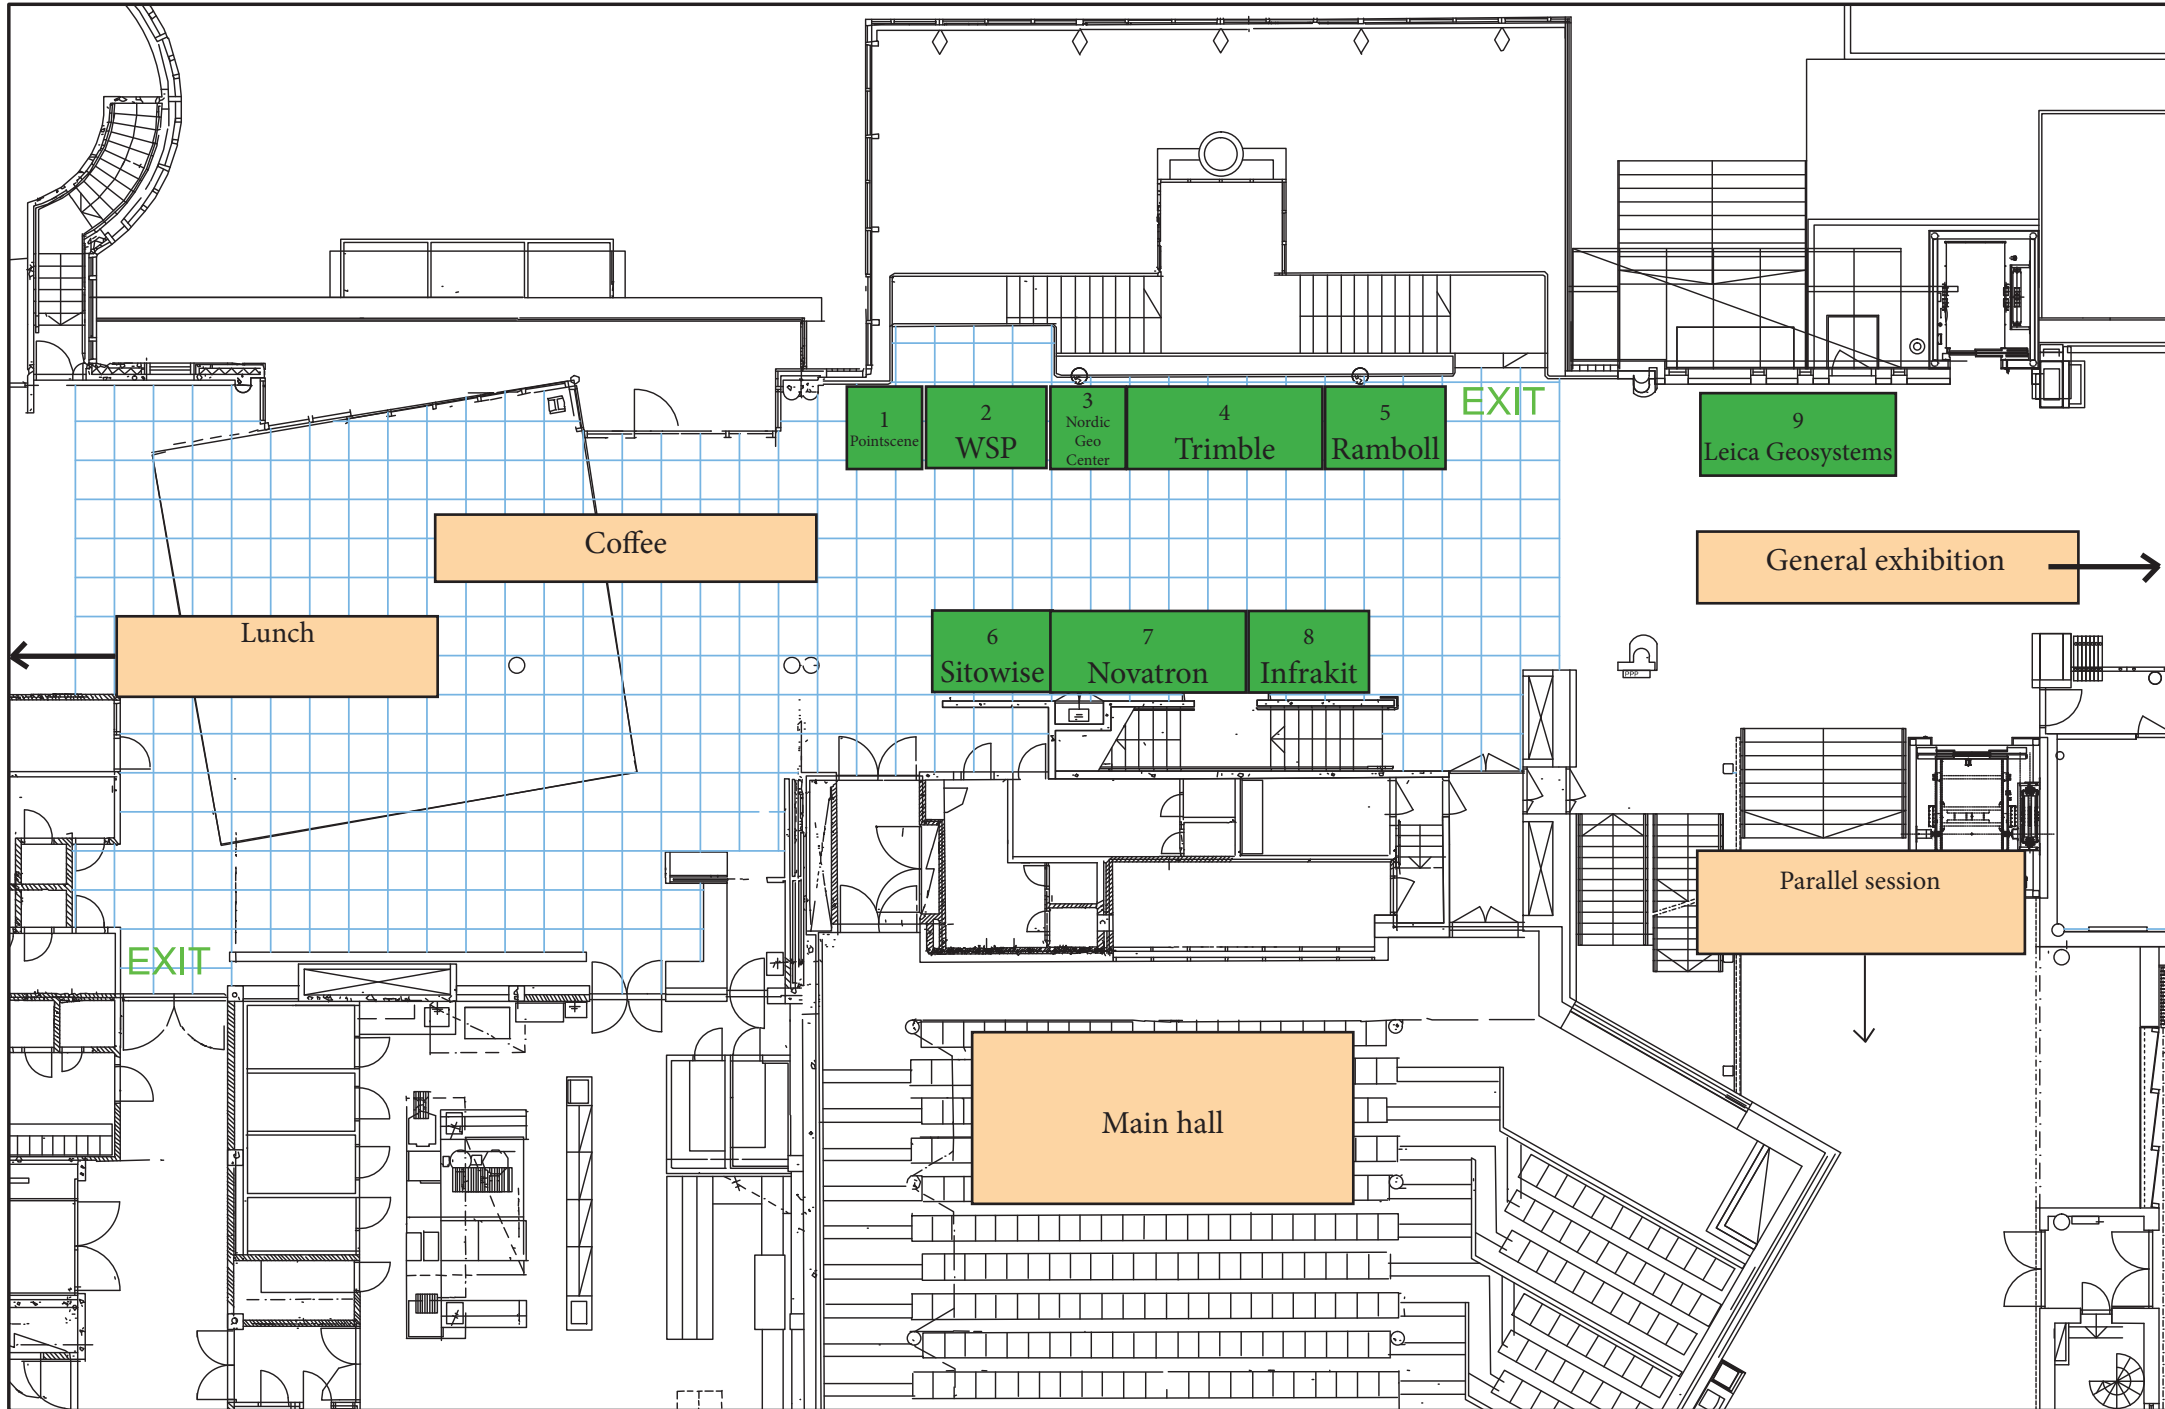 1
Pointscene
2
WSP
3
Nordic
Geo
Center
4
Trimble
5
Ramboll
EXIT
9
Leica Geosystems
Coffee
General exhibition
Lunch
6
Sitowise
7
Novatron
8
Infrakit
PPP
Parallel session
EXIT
Main hall